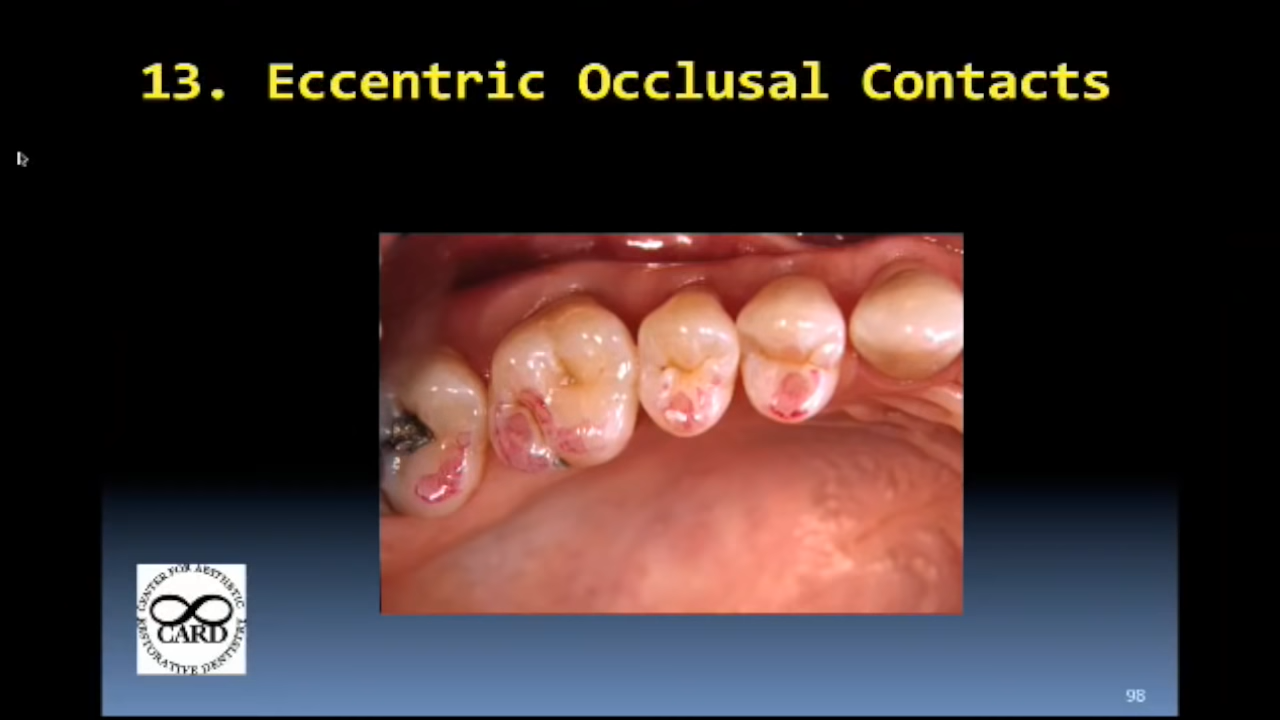 13. Eccentric Occlusal Contacts
CENTER FOR AESTHETIC
CARD
RESTORATIVE DENTISTRY
98